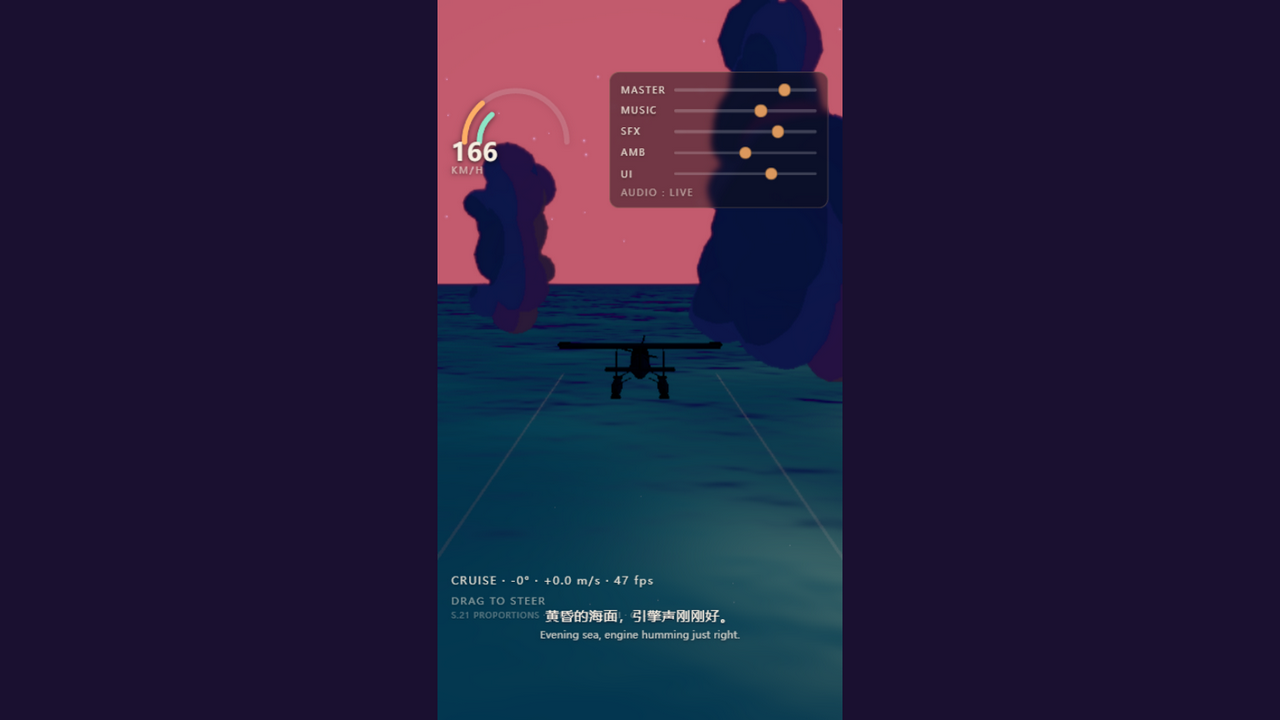 166
KM/H
MASTER
MUSIC
SFX
AMB
UI
AUDIO : LIVE
CRUISE · -0° · +0.0 m/s · 47 fps
DRAG TO STEER
S.21 PROPORTIONS
黄昏的海面，引擎声刚刚好。
Evening sea, engine humming just right.